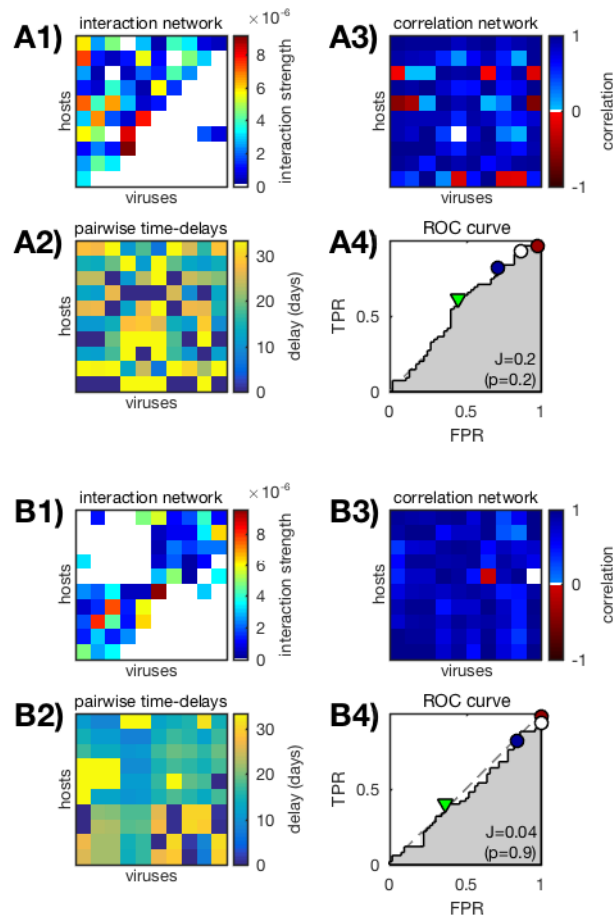 A1)
interaction network
× 10⁻⁶
8
6
4
2
0
interaction strength
hosts
viruses
A3)
correlation network
1
0
-1
correlation
hosts
viruses
A2)
pairwise time-delays
30
20
10
0
delay (days)
hosts
viruses
A4)
ROC curve
1
0.5
0
TPR
J=0.2
(p=0.2)
0.5
1
FPR
B1)
interaction network
× 10⁻⁶
8
6
4
2
0
interaction strength
hosts
viruses
B3)
correlation network
1
0
-1
correlation
hosts
viruses
B2)
pairwise time-delays
30
20
10
0
delay (days)
hosts
viruses
B4)
ROC curve
1
0.5
0
TPR
J=0.04
(p=0.9)
0
0.5
1
FPR